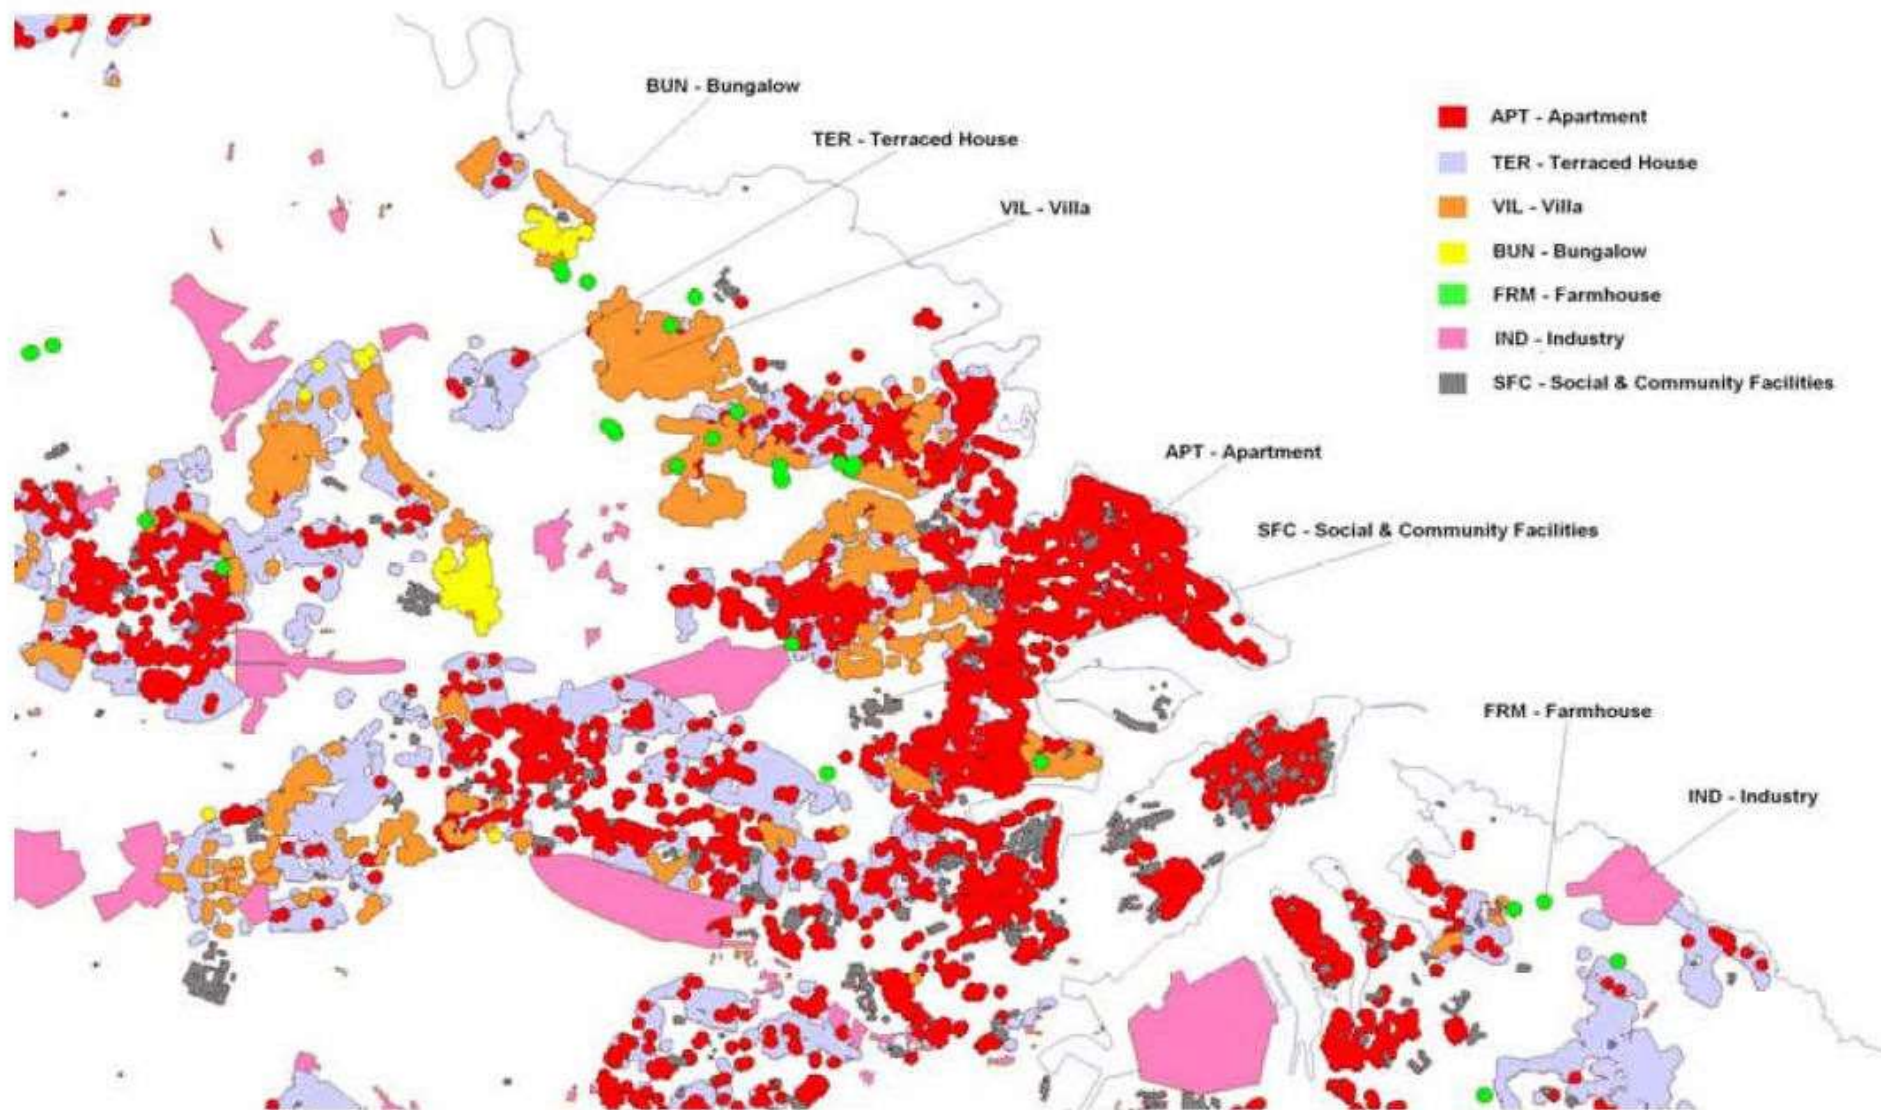 BUN - Bungalow
TER - Terraced House
VIL - Villa
APT - Apartment
TER - Terraced House
VIL - Villa
BUN - Bungalow
FRM - Farmhouse
IND - Industry
SFC - Social & Community Facilities
APT - Apartment
SFC - Social & Community Facilities
FRM - Farmhouse
IND - Industry